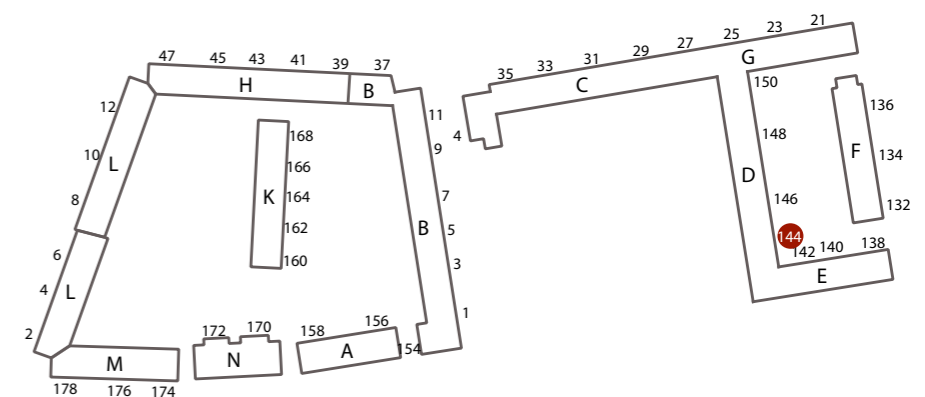 47 45 43 41 39 37
H B
12
10 L
8
6
4 L
2
168
166
K 164
162
160
11
9
7
B 5
3
1
172 170
N
158 156
A 154
M
178 176 174
35 33 31 29 27 25 23 21
C G
4
150
148
D
146
144
142 140 138
E
136
F 134
132